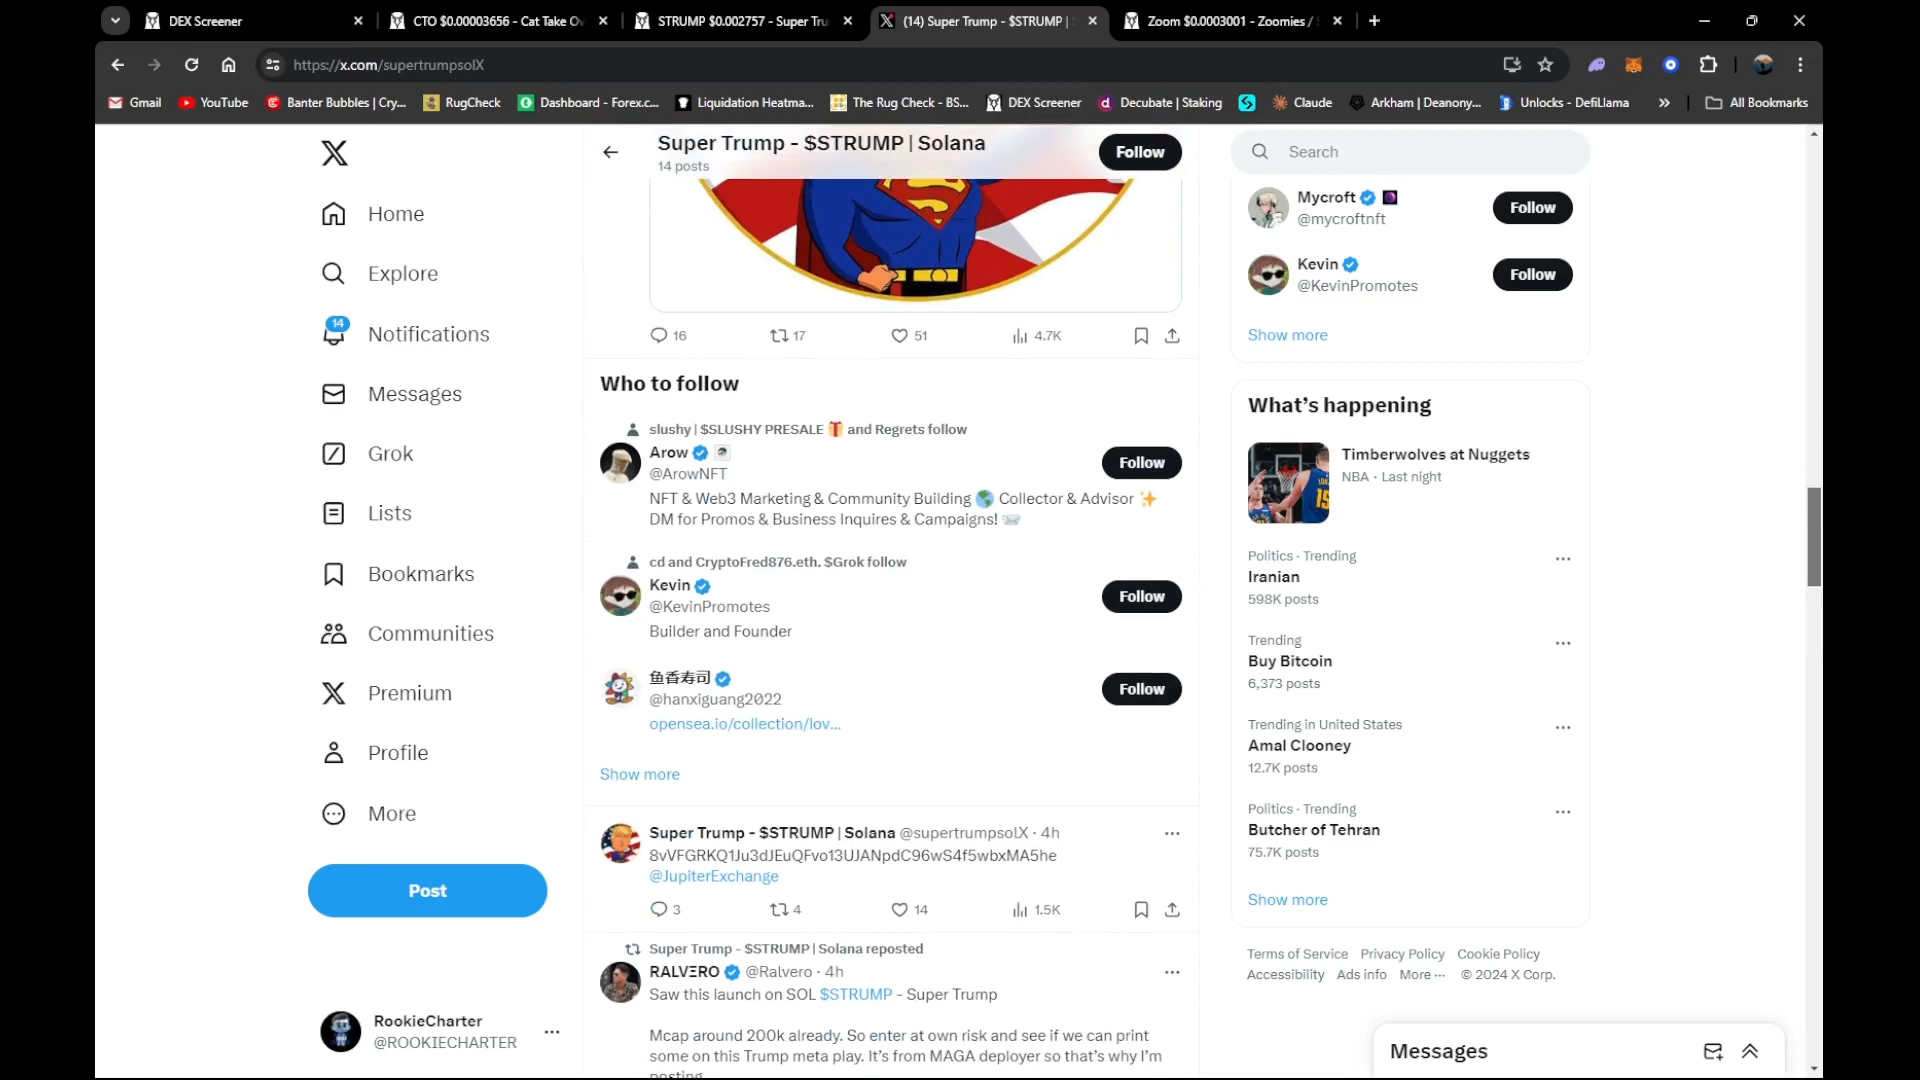 DEX Screener
CTO $0.00003656 - Cat Take Ov
STRUMP $0.002757 - Super Tru
(14) Super Trump - $STRUMP |
Zoom $0.0003001 - Zoomies / S
https://x.com/supertrumpsolX
Gmail
YouTube
Banter Bubbles | Cry...
RugCheck
Dashboard - Forex.c...
Liquidation Heatma...
The Rug Check - BS...
DEX Screener
Decubate | Staking
Claude
Arkham | Deanony...
Unlocks - DefiLlama
All Bookmarks
Home
Explore
14
Notifications
Messages
Grok
Lists
Bookmarks
Communities
Premium
Profile
More
Post
RookieCharter
@ROOKIECHARTER
Super Trump - $STRUMP | Solana
14 posts
Follow
16 17 51 4.7K
Who to follow
slushy | $SLUSHY PRESALE 🎁 and Regrets follow
Arow
@ArowNFT
Follow
NFT & Web3 Marketing & Community Building 🌎 Collector & Advisor ✨
DM for Promos & Business Inquires & Campaigns! 📨
cd and CryptoFred876.eth. $Grok follow
Kevin
@KevinPromotes
Follow
Builder and Founder
鱼香寿司
@hanxiguang2022
Follow
opensea.io/collection/lov...
Show more
Super Trump - $STRUMP | Solana @supertrumpsolX · 4h
8vVFGRKQ1Ju3dJEuQFvo13UJANpdC96wS4f5wbxMA5he
@JupiterExchange
3 4 14 1.5K
Super Trump - $STRUMP | Solana reposted
RALVΞRO @Ralvero · 4h
Saw this launch on SOL $STRUMP - Super Trump
Mcap around 200k already. So enter at own risk and see if we can print
some on this Trump meta play. It's from MAGA deployer so that's why I'm
posting
Search
Mycroft
@mycroftnft
Follow
Kevin
@KevinPromotes
Follow
Show more
What's happening
Timberwolves at Nuggets
NBA · Last night
Politics · Trending
Iranian
598K posts
Trending
Buy Bitcoin
6,373 posts
Trending in United States
Amal Clooney
12.7K posts
Politics · Trending
Butcher of Tehran
75.7K posts
Show more
Terms of Service Privacy Policy Cookie Policy
Accessibility Ads info More ··· © 2024 X Corp.
Messages